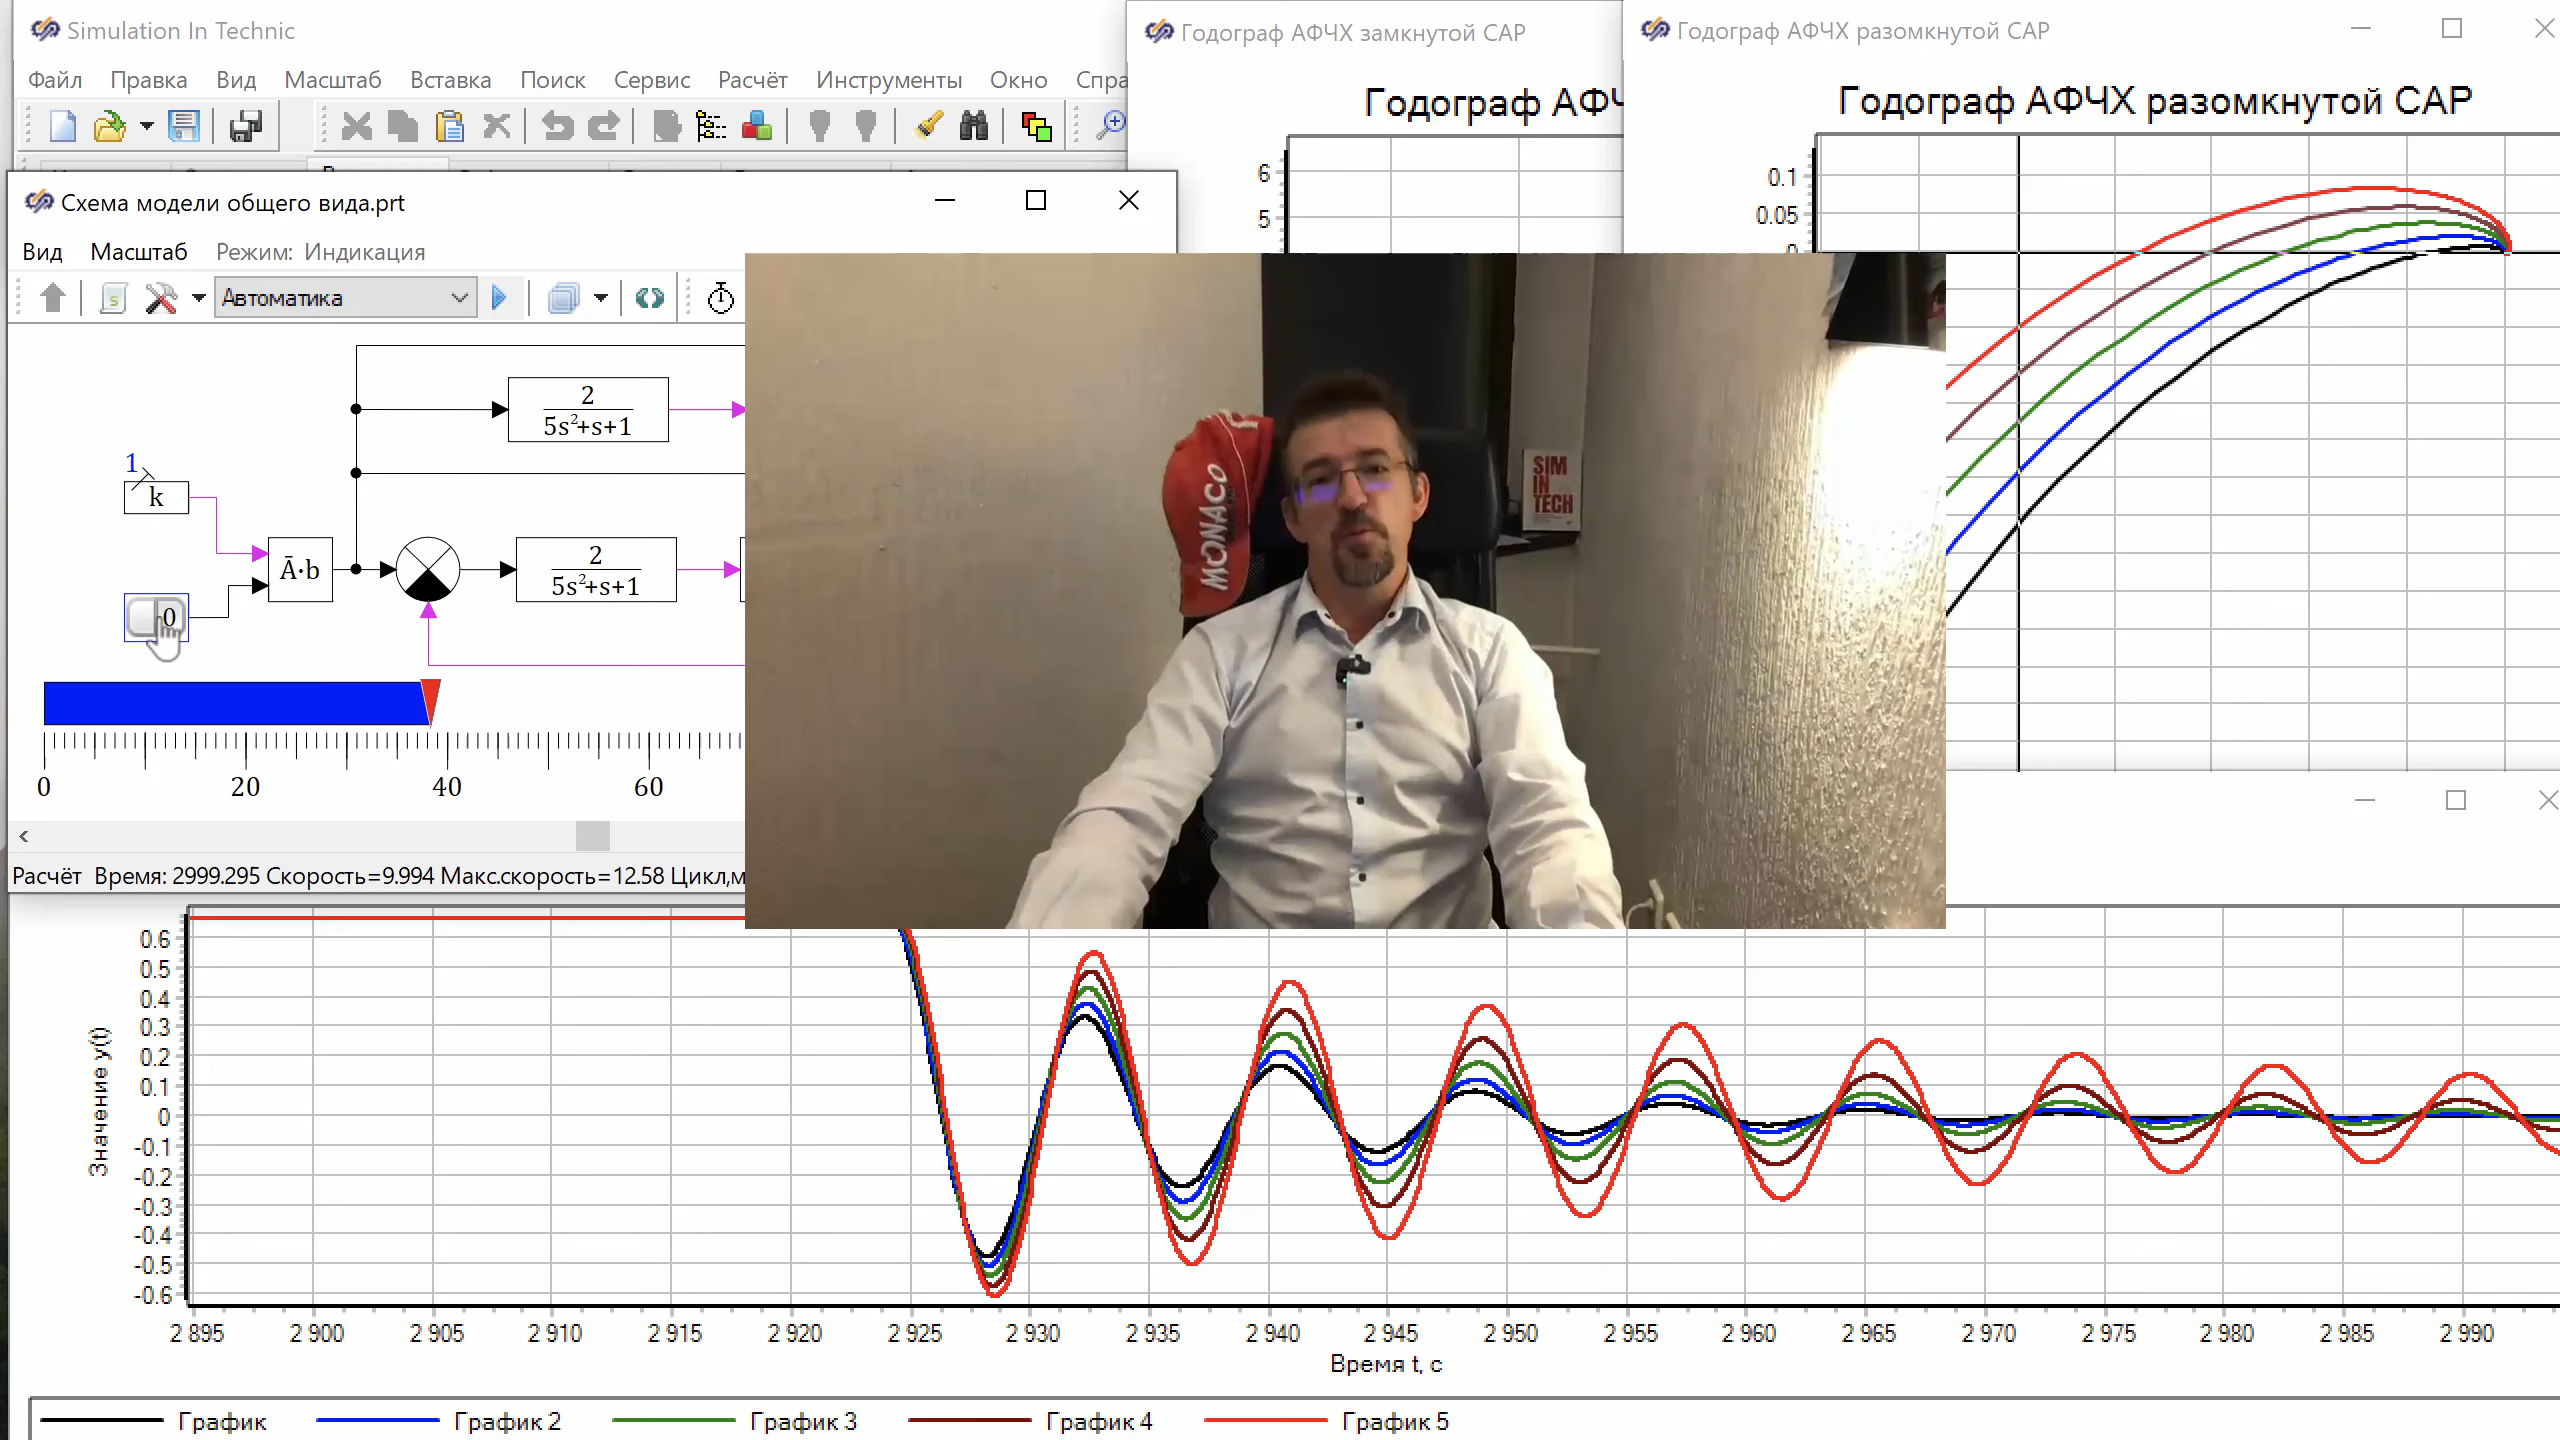 Simulation In Technic
Файл Правка Вид Масштаб Вставка Поиск Сервис Расчёт Инструменты Окно Спра
Годограф АФЧХ замкнутой САР
Годограф АФЧ
6
5
Годограф АФЧХ разомкнутой САР
Годограф АФЧХ разомкнутой САР
0.1
0.05
0
Схема модели общего вида.prt
Вид Масштаб Режим: Индикация
Автоматика
2
5s²+s+1
1
k
Ā·b
2
5s²+s+1
0
0 20 40 60
Расчёт Время: 2999.295 Скорость=9.994 Макс.скорость=12.58 Цикл,м
MONACO
SIM
IN
TECH
Значение y(t)
0.6
0.5
0.4
0.3
0.2
0.1
0
-0.1
-0.2
-0.3
-0.4
-0.5
-0.6
2 895 2 900 2 905 2 910 2 915 2 920 2 925 2 930 2 935 2 940 2 945 2 950 2 955 2 960 2 965 2 970 2 975 2 980 2 985 2 990
Время t, с
График График 2 График 3 График 4 График 5